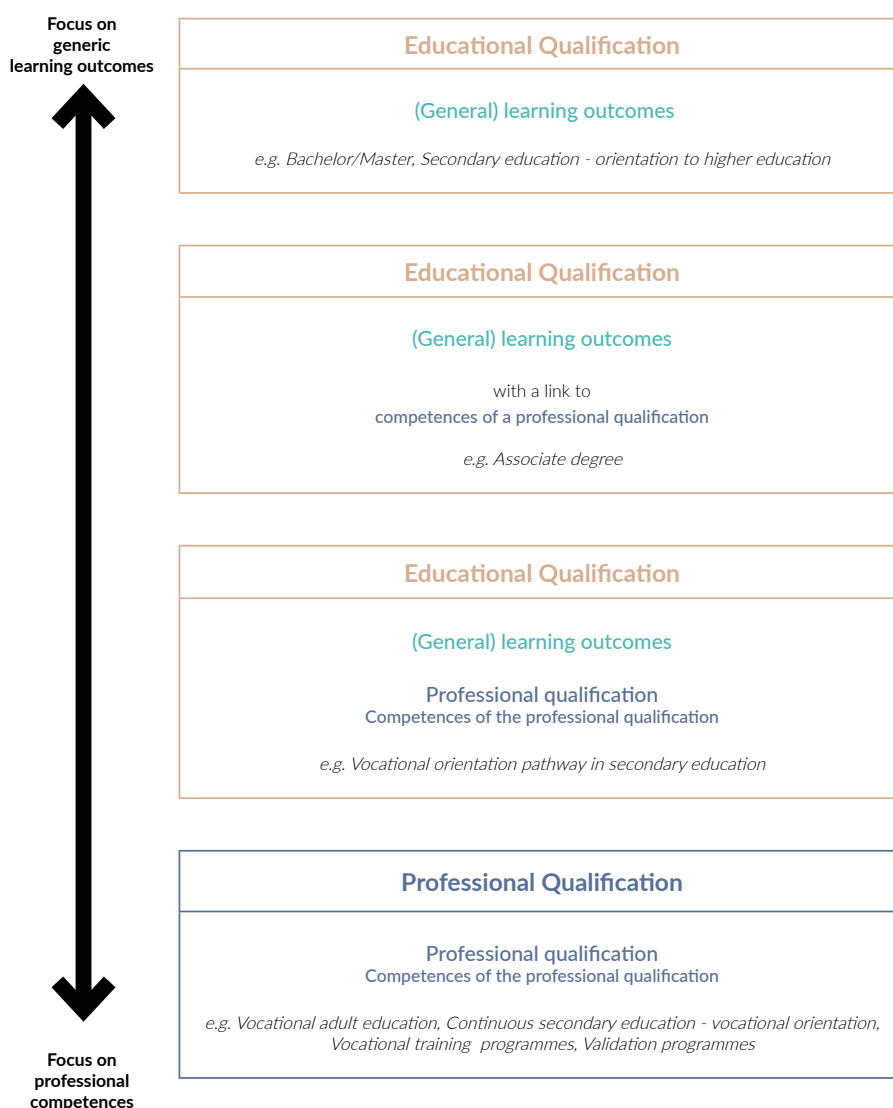 Focus on
generic
learning outcomes
Educational Qualification
(General) learning outcomes
e.g. Bachelor/Master, Secondary education - orientation to higher education
Educational Qualification
(General) learning outcomes
with a link to
competences of a professional qualification
e.g. Associate degree
Educational Qualification
(General) learning outcomes
Professional qualification
Competences of the professional qualification
e.g. Vocational orientation pathway in secondary education
Professional Qualification
Professional qualification
Competences of the professional qualification
e.g. Vocational adult education, Continuous secondary education - vocational orientation,
Vocational training programmes, Validation programmes
Focus on
professional
competences